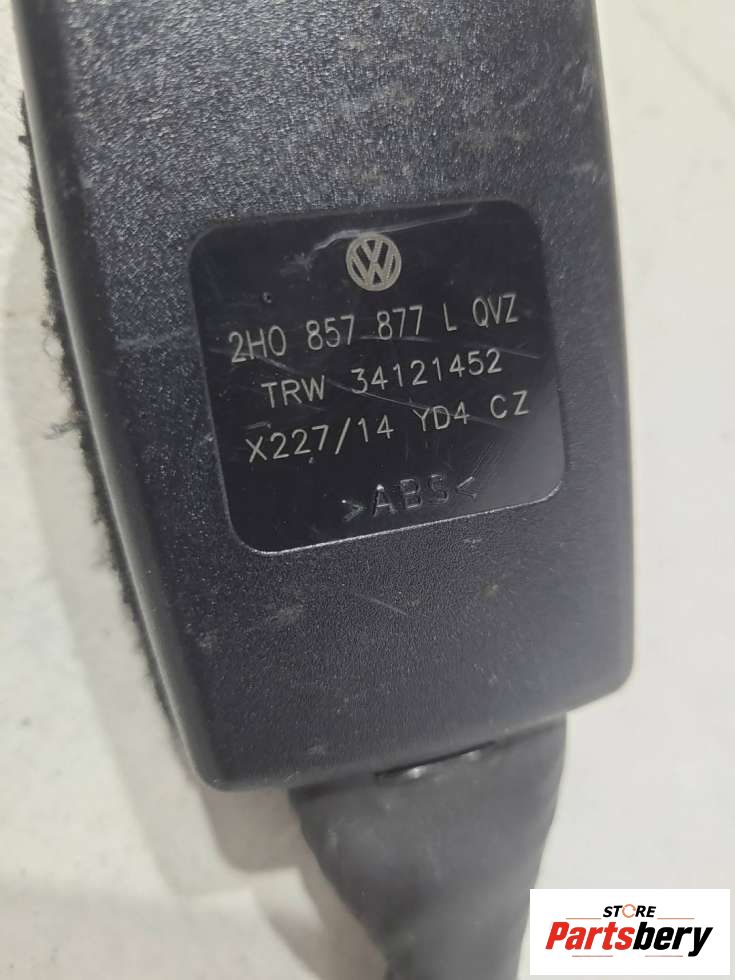 2H0 857 877 L QVZ
TRW 34121452
X227/14 YD4 CZ
>ABS<
STORE
Partsbery